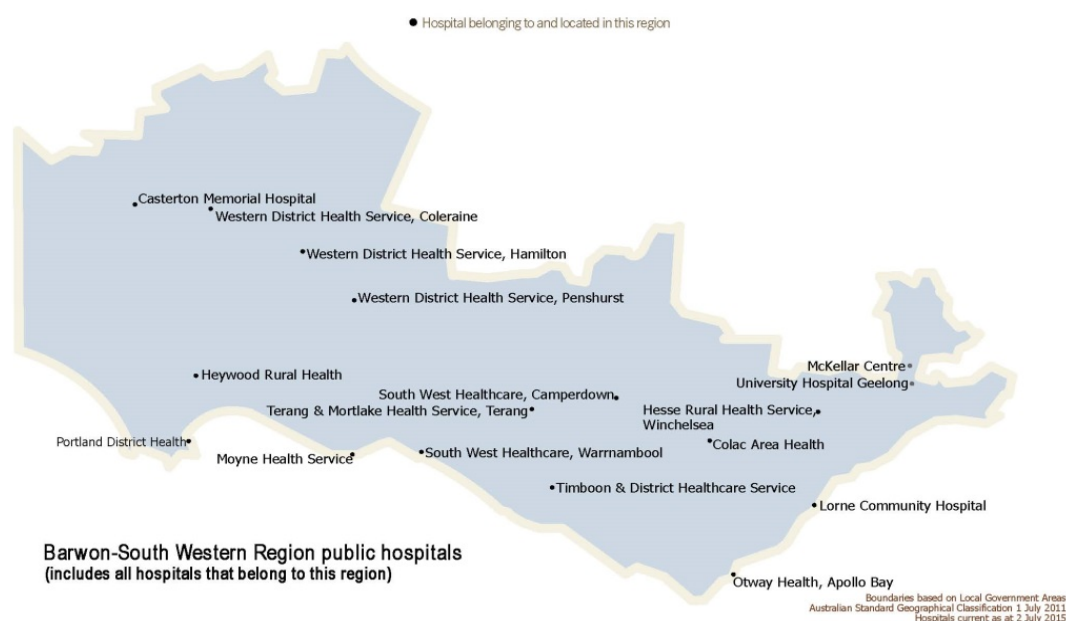 Hospital belonging to and located in this region
Casterton Memorial Hospital
Western District Health Service, Coleraine
Western District Health Service, Hamilton
Western District Health Service, Penshurst
McKellar Centre
Heywood Rural Health
University Hospital Geelong
South West Healthcare, Camperdown
Terang & Mortlake Health Service, Terang
Hesse Rural Health Service,
Winchelsea
Portland District Health
Colac Area Health
Moyne Health Service
South West Healthcare, Warrnambool
Timboon & District Healthcare Service
Lorne Community Hospital
Barwon-South Western Region public hospitals
(includes all hospitals that belong to this region)
Otway Health, Apollo Bay
Boundaries based on Local Government Areas
Australian Standard Geographical Classification 1 July 2011
Hospitals current as at 2 July 2015